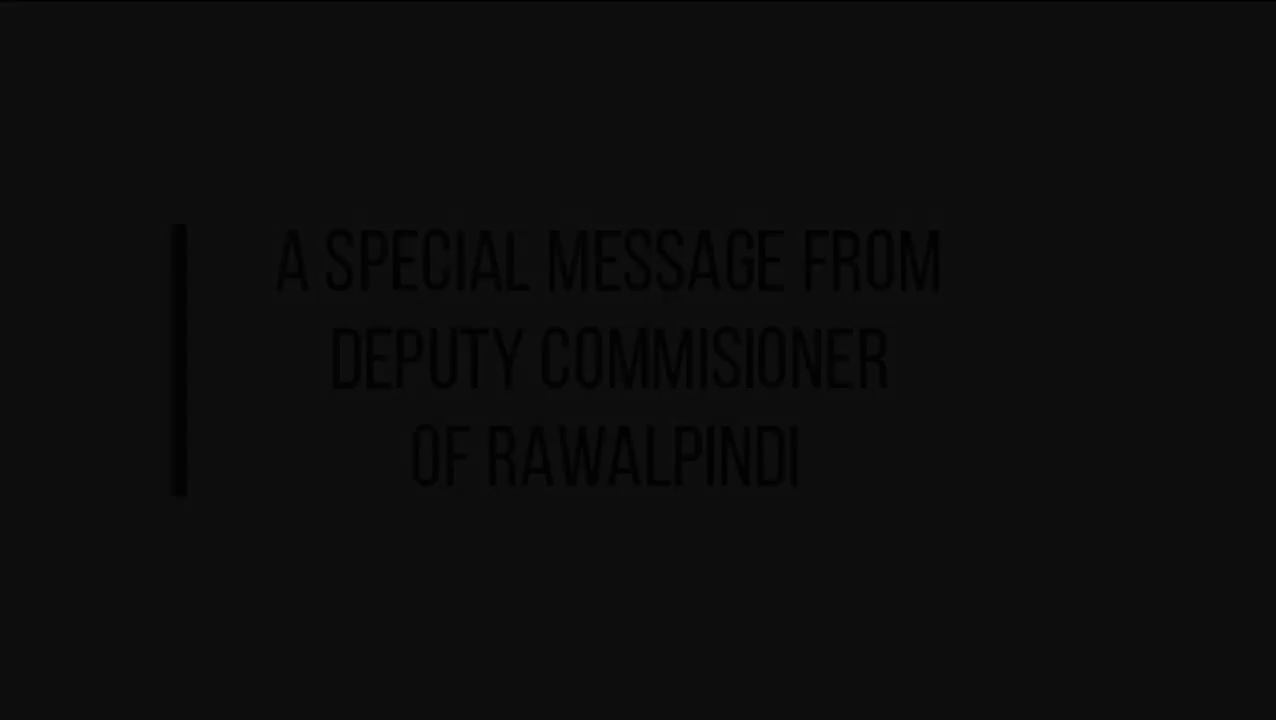 A SPECIAL MESSAGE FROM
DEPUTY COMMISIONER
OF RAWALPINDI